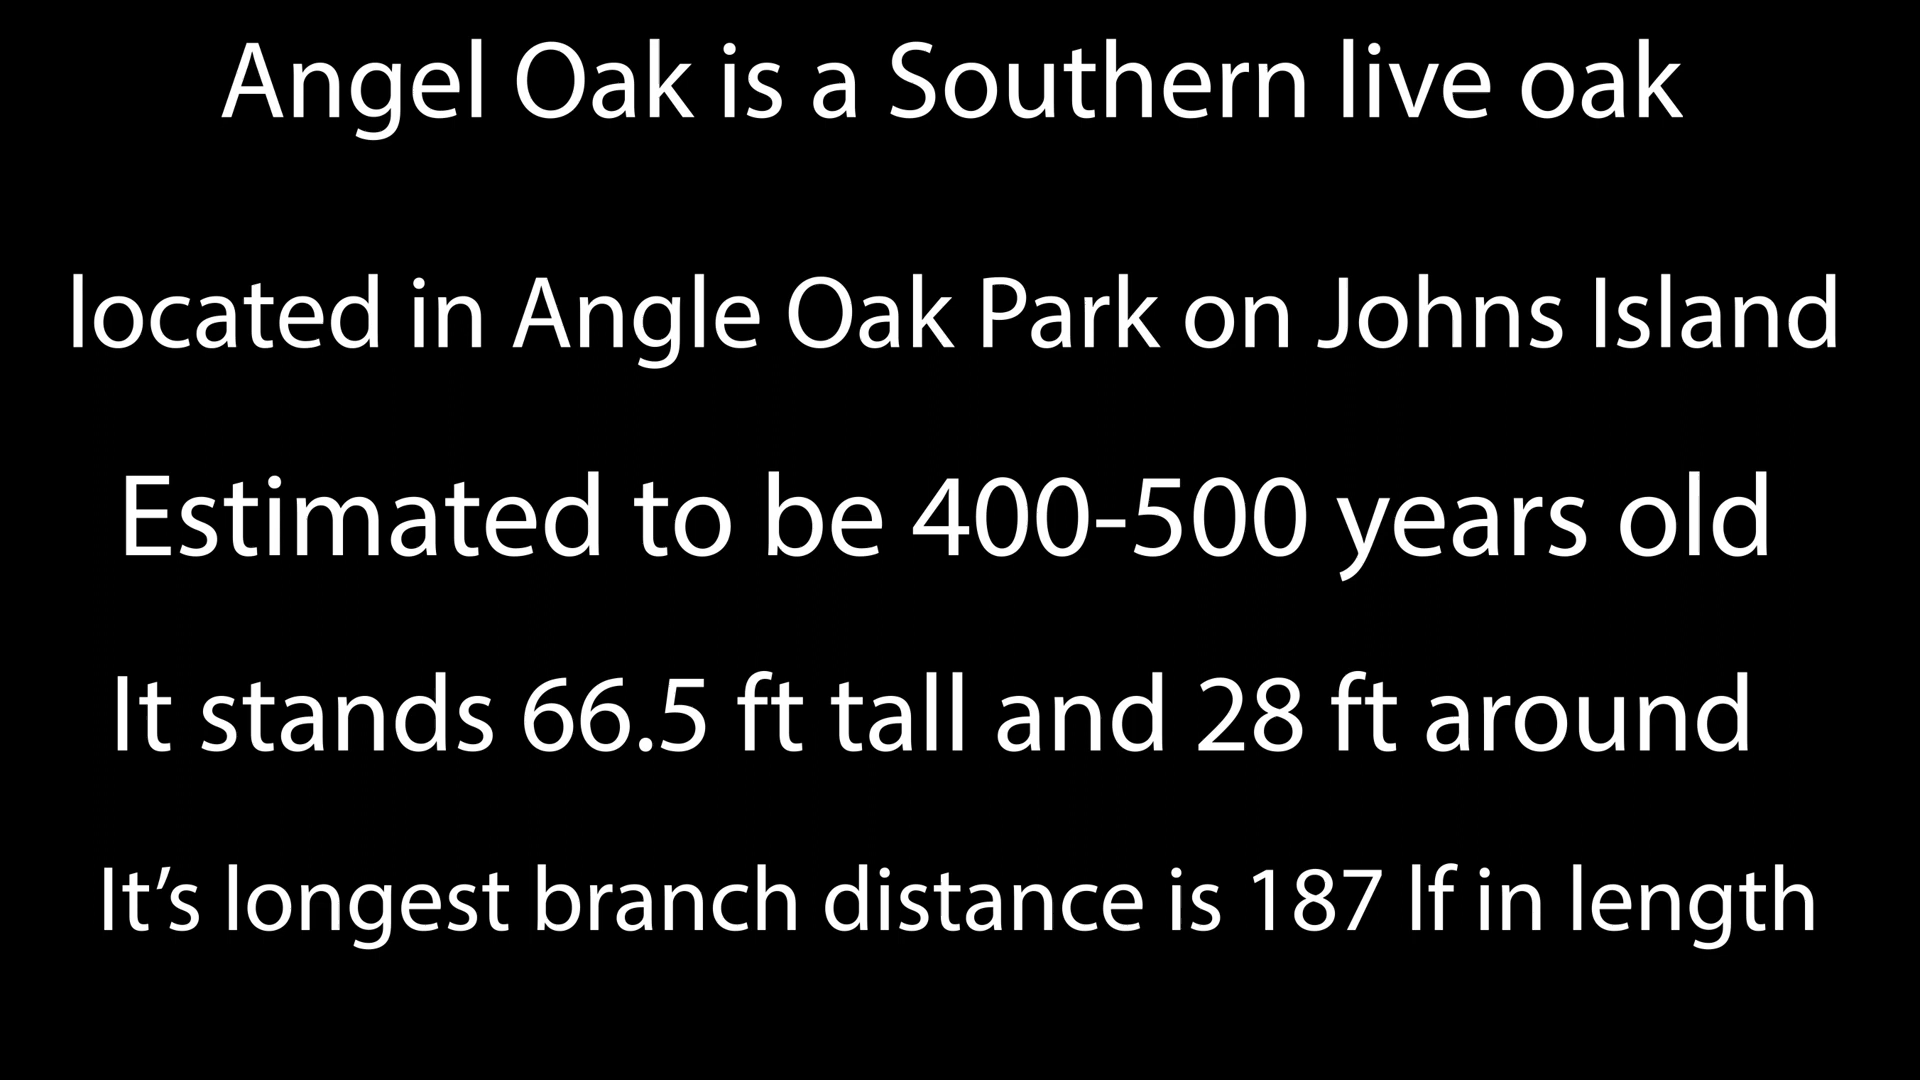 Angel Oak is a Southern live oak
located in Angle Oak Park on Johns Island
Estimated to be 400-500 years old
It stands 66.5 ft tall and 28 ft around
It’s longest branch distance is 187 lf in length